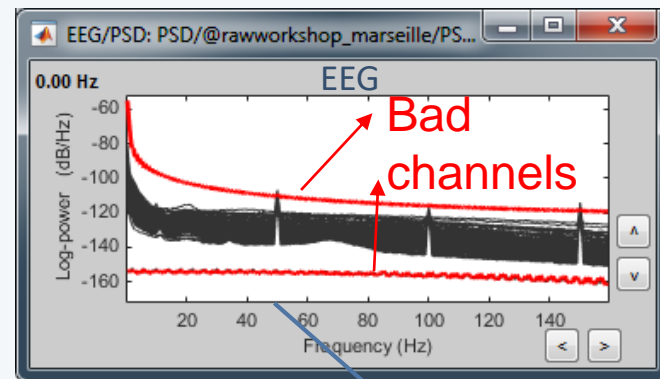 EEG/PSD: PSD/@rawworkshop_marseille/PS...
0.00 Hz
EEG
Bad
channels
Log-power (dB/Hz)
-60
-80
-100
-120
-140
-160
20 40 60 80 100 120 140
Frequency (Hz)